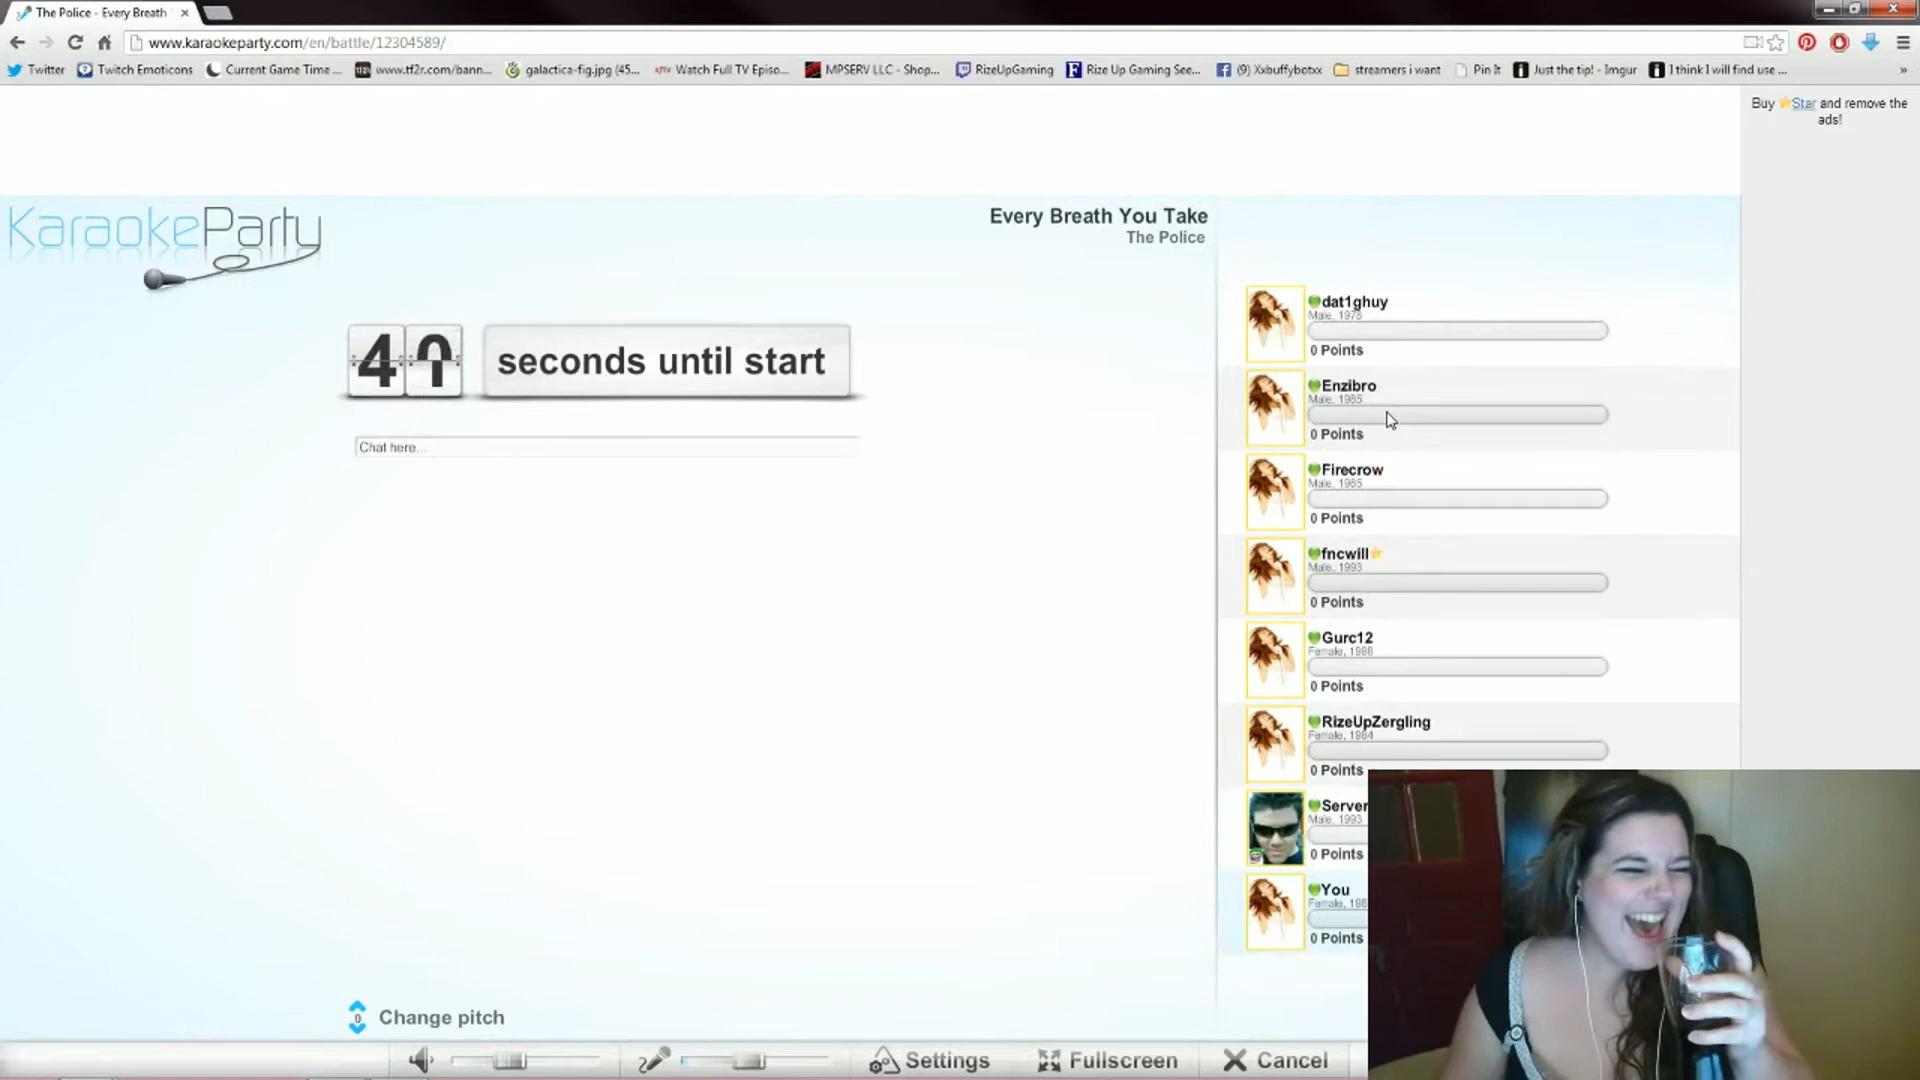 The Police - Every Breath
www.karaokeparty.com/en/battle/12304589/
Twitter
Twitch Emoticons
Current Game Time ...
www.tf2r.com/bann...
galactica-fig.jpg (45...
Watch Full TV Episo...
MPSERV LLC - Shop...
RizeUpGaming
Rize Up Gaming See...
(9) Xxbuffybotxx
streamers i want
Pin It
Just the tip! - Imgur
I think I will find use ...
»
Buy Star and remove the
ads!
KaraokeParty
Every Breath You Take
The Police
seconds until start
Chat here...
dat1ghuy
Male, 1978
0 Points
Enzibro
Male, 1985
0 Points
Firecrow
Male, 1985
0 Points
fncwill
Male, 1993
0 Points
Gurc12
Female, 1988
0 Points
RizeUpZergling
Female, 1984
0 Points
Server
Male, 1993
0 Points
You
Female, 198
0 Points
0
Change pitch
Settings
Fullscreen
Cancel